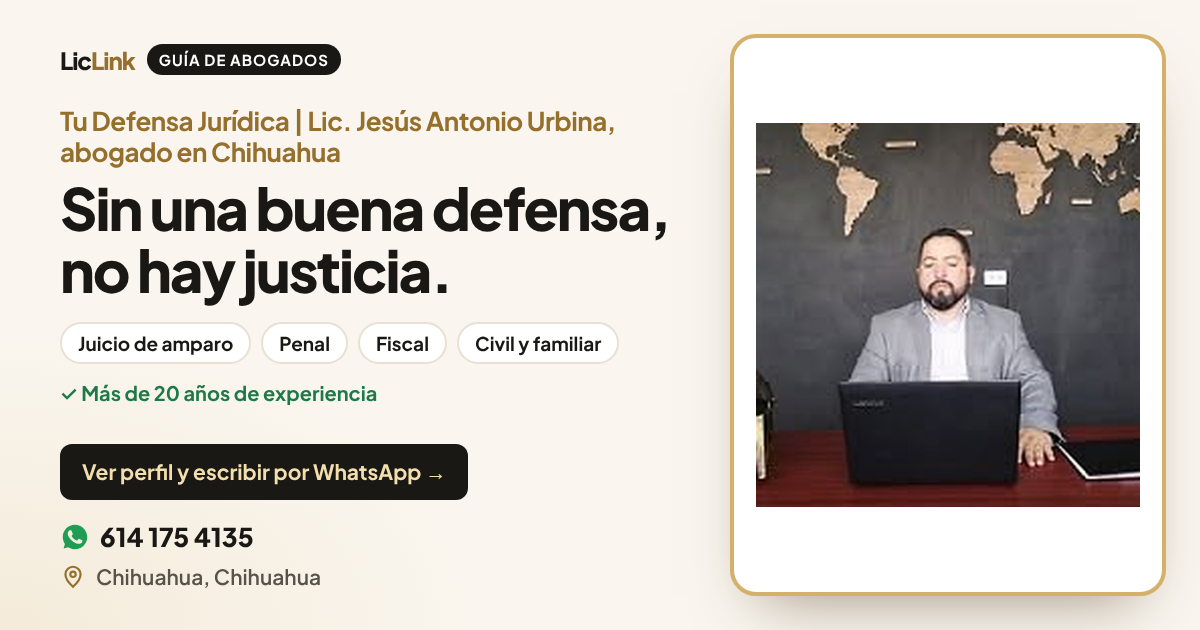 LicLink GUÍA DE ABOGADOS
Tu Defensa Jurídica | Lic. Jesús Antonio Urbina,
abogado en Chihuahua
Sin una buena defensa,
no hay justicia.
Juicio de amparo Penal Fiscal Civil y familiar
✓ Más de 20 años de experiencia
Ver perfil y escribir por WhatsApp →
614 175 4135
Chihuahua, Chihuahua
Lenovo